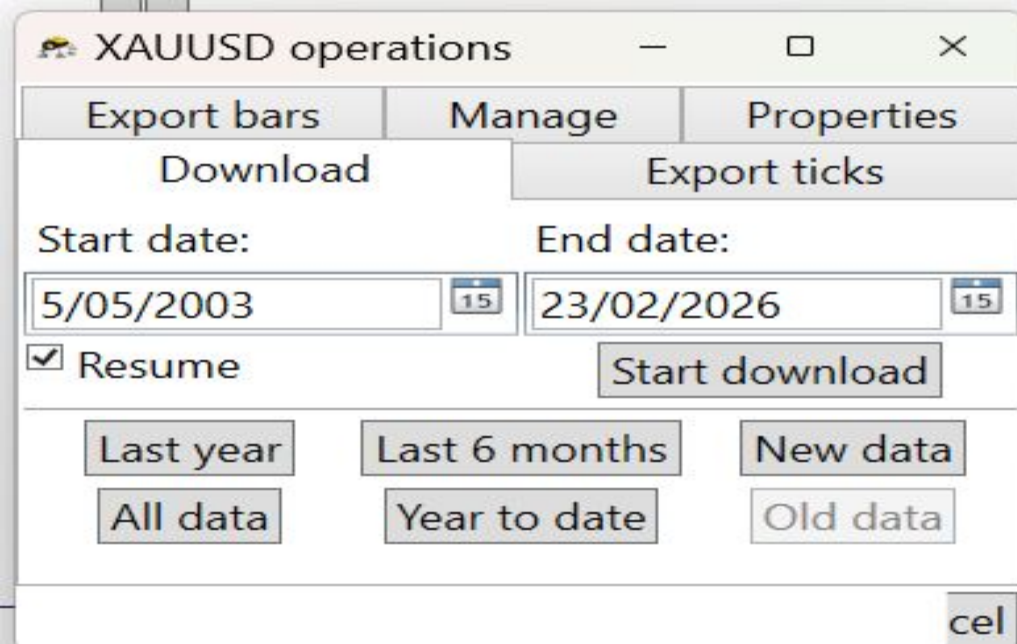 XAUUSD operations
Export bars Manage Properties
Download Export ticks
Start date: End date:
5/05/2003 15 23/02/2026 15
Resume Start download
Last year Last 6 months New data
All data Year to date Old data
cel